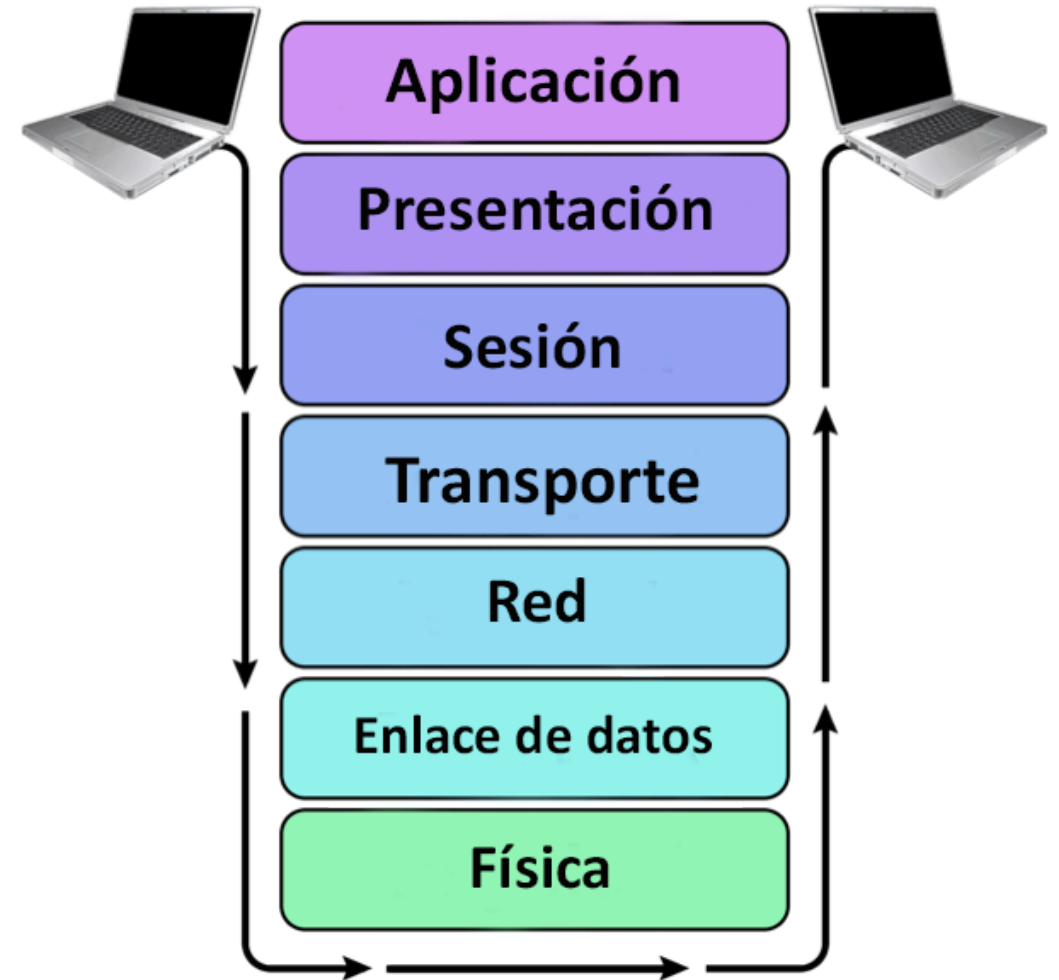 Aplicación
Presentación
Sesión
Transporte
Red
Enlace de datos
Física